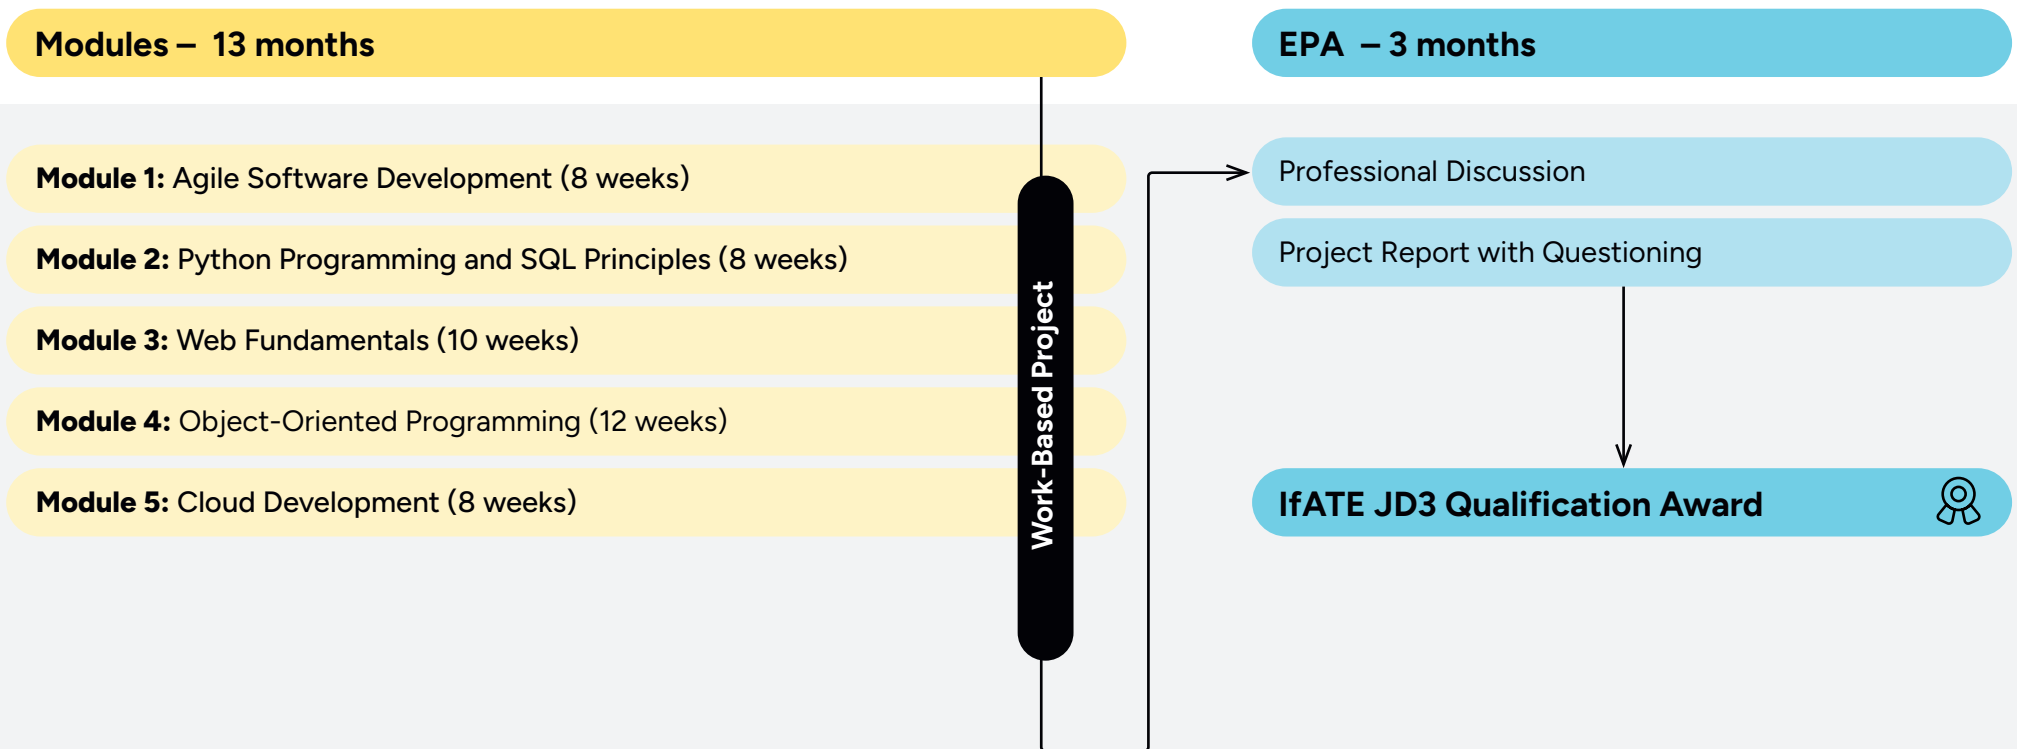 Modules – 13 months
Module 1: Agile Software Development (8 weeks)
Module 2: Python Programming and SQL Principles (8 weeks)
Module 3: Web Fundamentals (10 weeks)
Module 4: Object-Oriented Programming (12 weeks)
Module 5: Cloud Development (8 weeks)
Work-Based Project
EPA – 3 months
Professional Discussion
Project Report with Questioning
IfATE JD3 Qualification Award